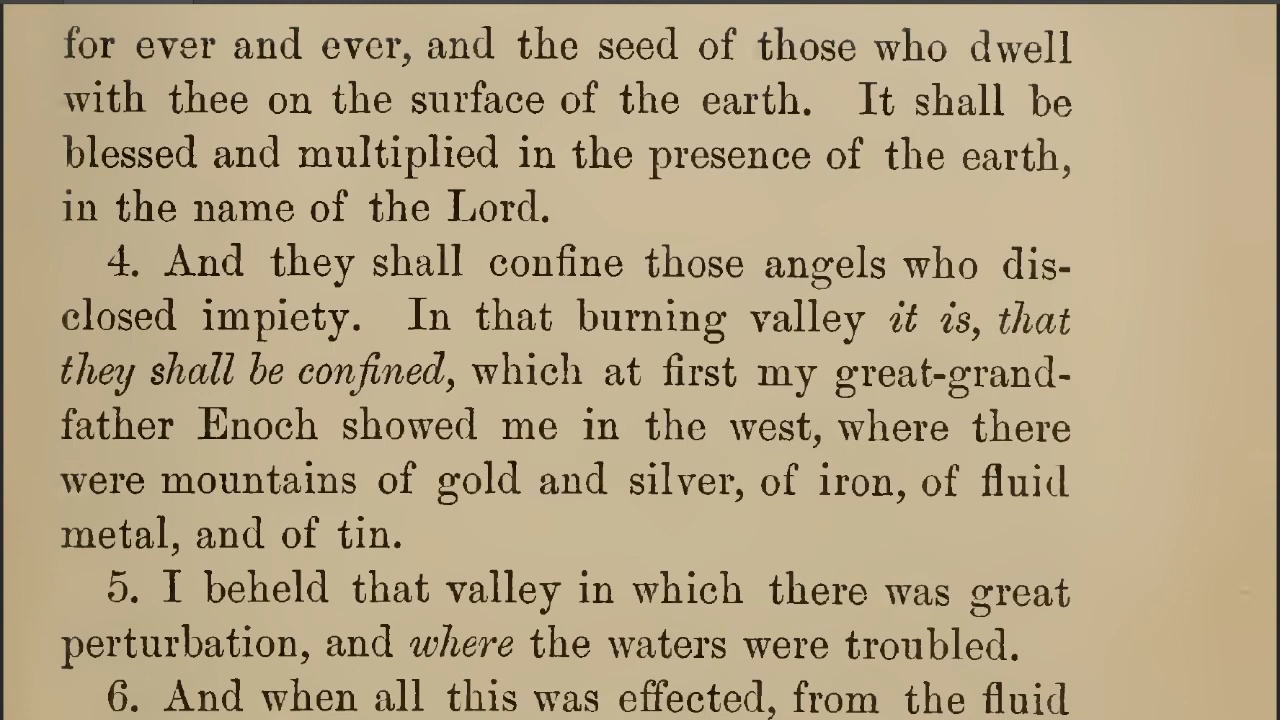 for ever and ever, and the seed of those who dwell
with thee on the surface of the earth. It shall be
blessed and multiplied in the presence of the earth,
in the name of the Lord.
4. And they shall confine those angels who dis-
closed impiety. In that burning valley it is, that
they shall be confined, which at first my great-grand-
father Enoch showed me in the west, where there
were mountains of gold and silver, of iron, of fluid
metal, and of tin.
5. I beheld that valley in which there was great
perturbation, and where the waters were troubled.
6. And when all this was effected, from the fluid